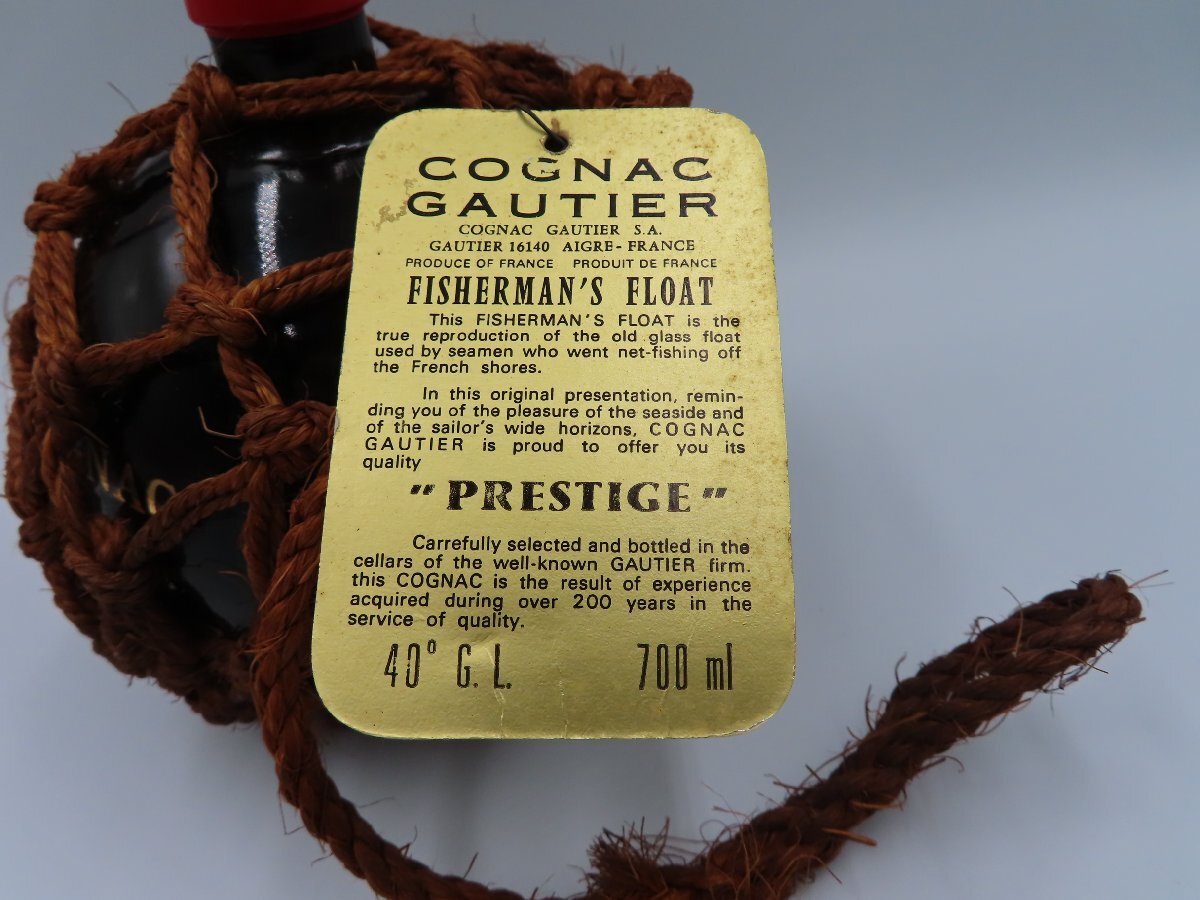 COGNAC
GAUTIER
COGNAC GAUTIER S.A.
GAUTIER 16140 AIGRE - FRANCE
PRODUCE OF FRANCE PRODUIT DE FRANCE
FISHERMAN'S FLOAT
This FISHERMAN'S FLOAT is the
true reproduction of the old glass float
used by seamen who went net-fishing off
the French shores.
In this original presentation, remin-
ding you of the pleasure of the seaside and
of the sailor's wide horizons, COGNAC
GAUTIER is proud to offer you its
quality
"PRESTIGE"
Carrefully selected and bottled in the
cellars of the well-known GAUTIER firm.
this COGNAC is the result of experience
acquired during over 200 years in the
service of quality.
40° G. L. 700 ml